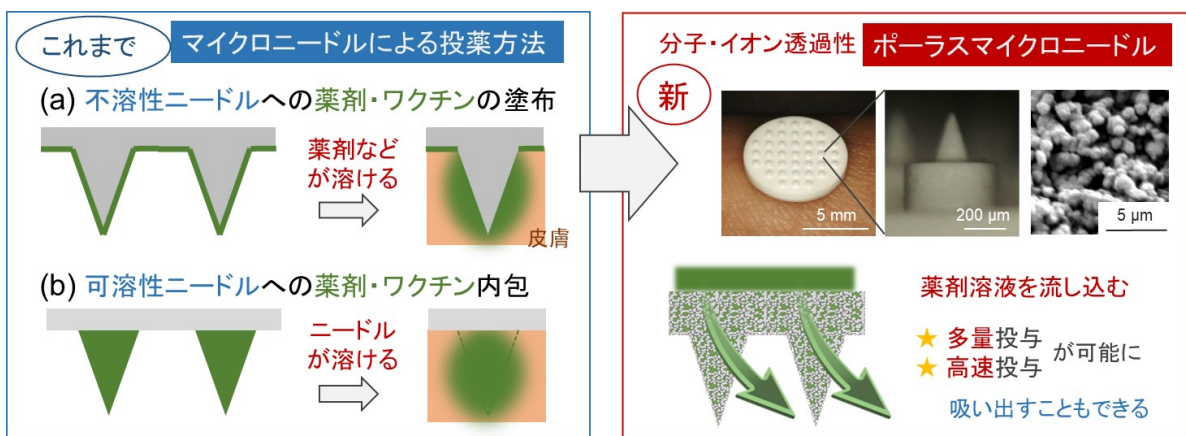 これまで
マイクロニードルによる投薬方法
(a) 不溶性ニードルへの薬剤・ワクチンの塗布
薬剤など
が溶ける
皮膚
(b) 可溶性ニードルへの薬剤・ワクチン内包
ニードル
が溶ける
分子・イオン透過性
ポーラスマイクロニードル
新
5 mm
200 μm
5 μm
薬剤溶液を流し込む
★ 多量投与
★ 高速投与
が可能に
吸い出すこともできる